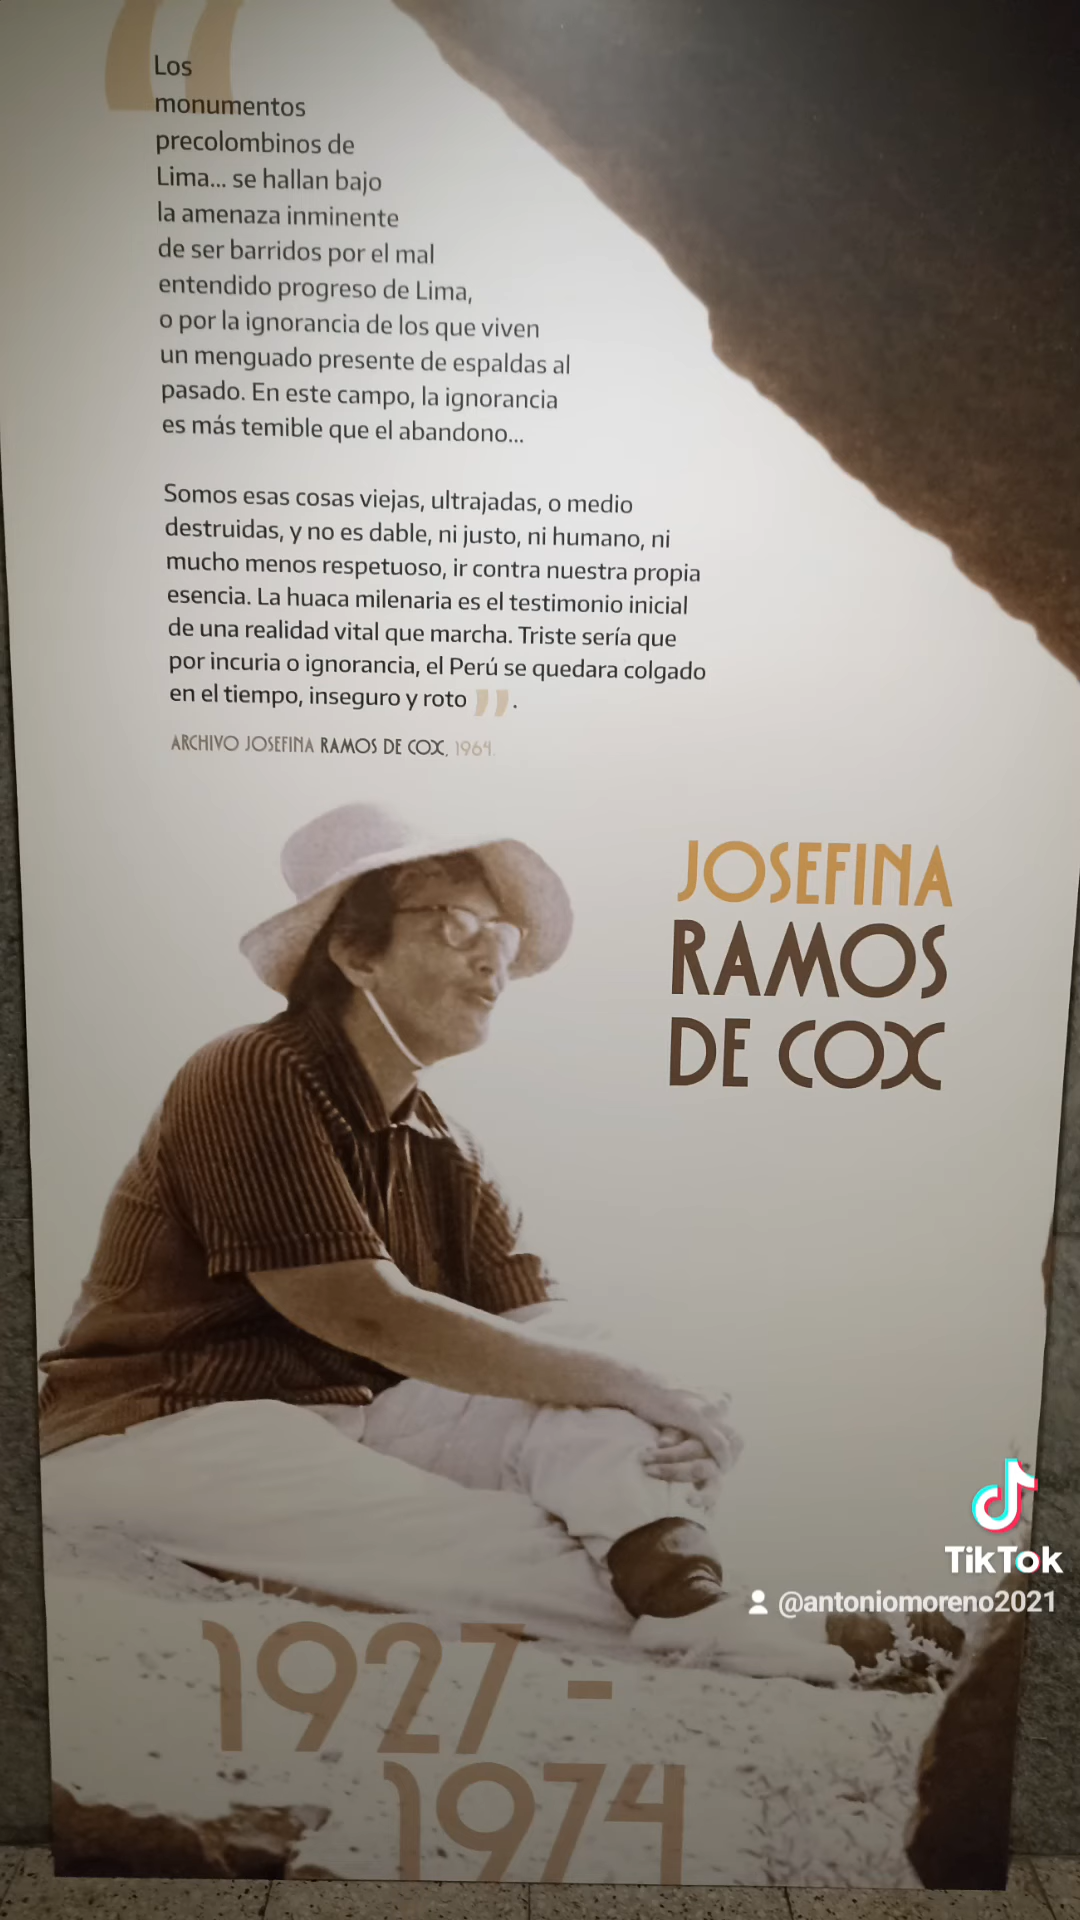 Los
monumentos
precolombinos de
Lima... se hallan bajo
la amenaza inminente
de ser barridos por el mal
entendido progreso de Lima,
o por la ignorancia de los que viven
un menguado presente de espaldas al
pasado. En este campo, la ignorancia
es más temible que el abandono...
Somos esas cosas viejas, ultrajadas, o medio
destruidas, y no es dable, ni justo, ni humano, ni
mucho menos respetuoso, ir contra nuestra propia
esencia. La huaca milenaria es el testimonio inicial
de una realidad vital que marcha. Triste sería que
por incuria o ignorancia, el Perú se quedara colgado
en el tiempo, inseguro y roto ”.
ARCHIVO JOSEFINA RAMOS DE COX, 1964.
JOSEFINA
RAMOS
DE COX
TikTok
@antoniomoreno2021
1927 -
1974